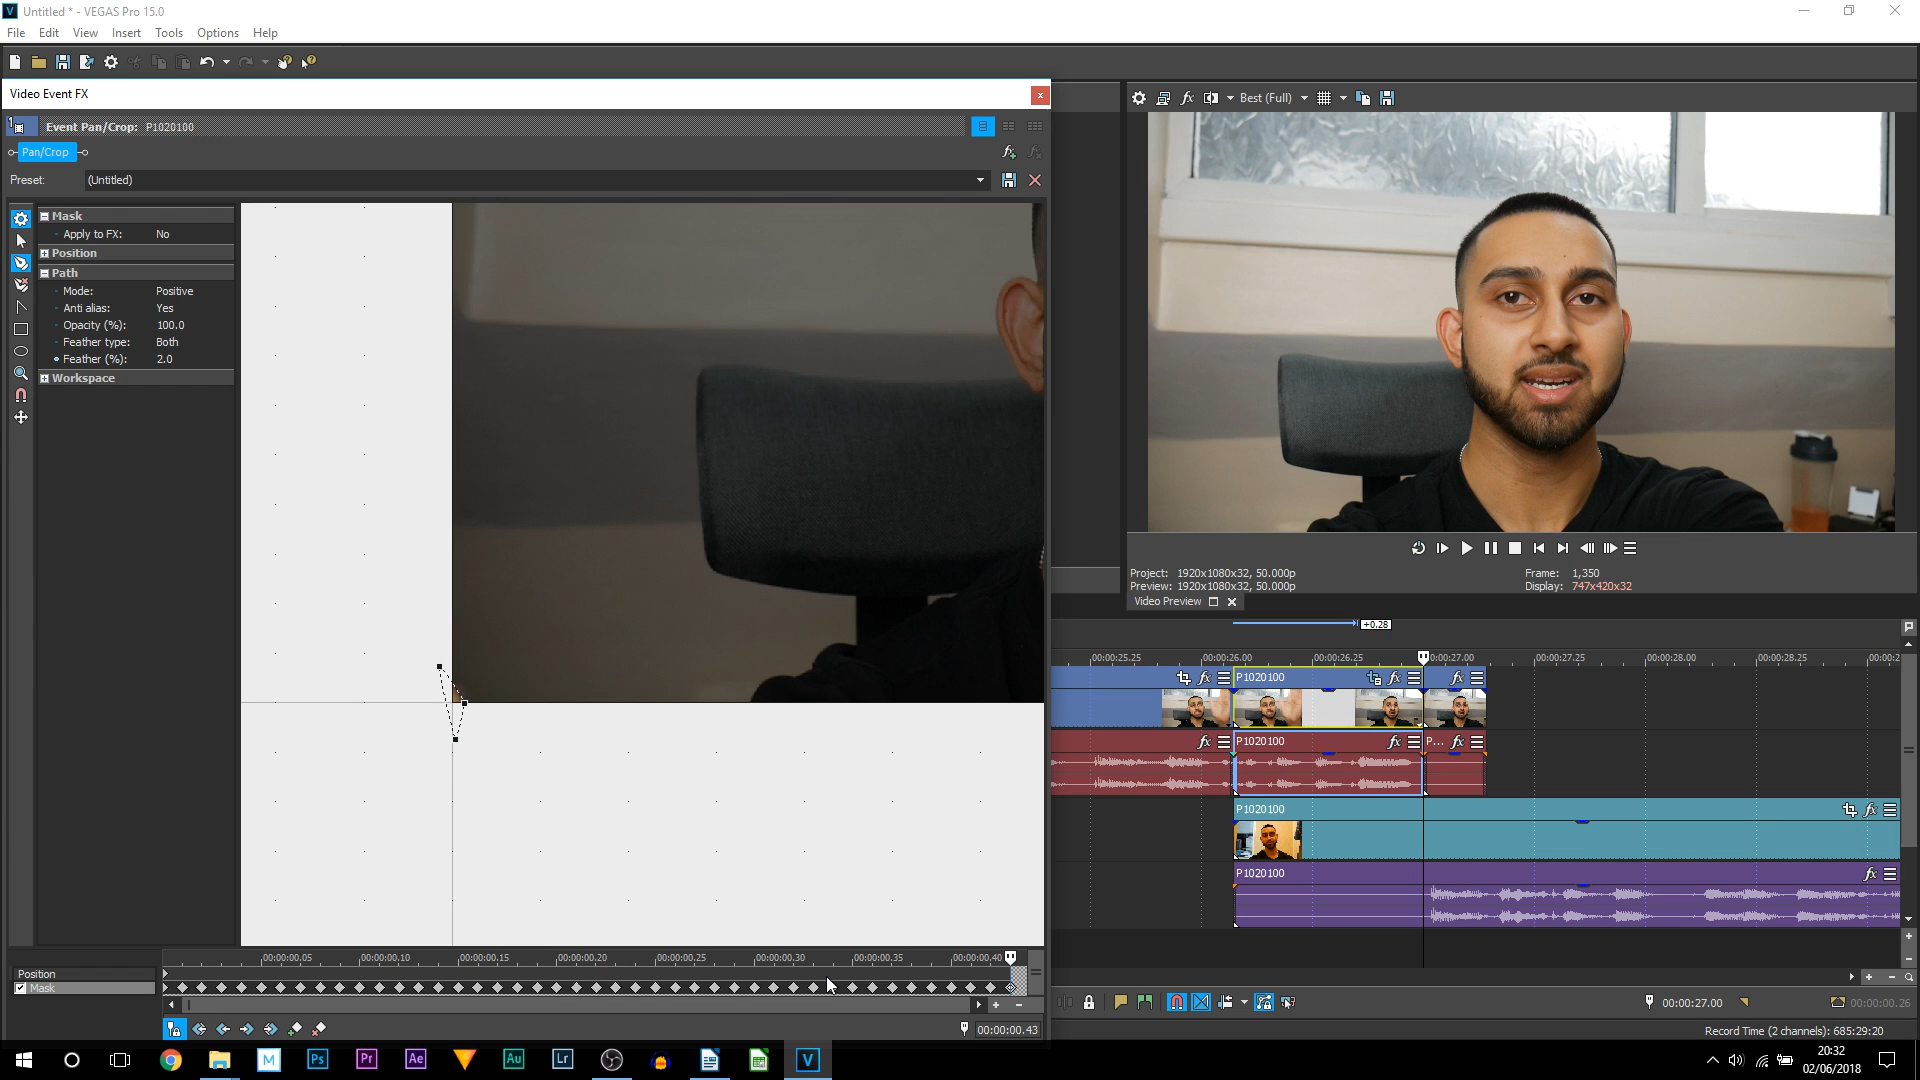 Untitled * - VEGAS Pro 15.0
File Edit View Insert Tools Options Help
Video Event FX
Event Pan/Crop: P1020100
Pan/Crop
Preset: (Untitled)
Mask
Apply to FX: No
Position
Path
Mode: Positive
Anti alias: Yes
Opacity (%): 100.0
Feather type: Both
Feather (%): 2.0
Workspace
00:00:00.05 00:00:00.10 00:00:00.15 00:00:00.20 00:00:00.25 00:00:00.30 00:00:00.35 00:00:00.40
Position
Mask
00:00:00.43
Best (Full)
Project: 1920x1080x32, 50.000p
Frame: 1,350
Preview: 1920x1080x32, 50.000p
Display: 747x420x32
Video Preview
+0.28
00:00:25.25 00:00:26.00 00:00:26.25 00:00:27.00 00:00:27.25 00:00:28.00 00:00:28.25 00:00:2
P1020100
P1020100 P...
P1020100
P1020100
00:00:27.00 00:00:00.26
Record Time (2 channels): 685:29:20
M Ps Pr Ae Au Lr V
20:32
02/06/2018